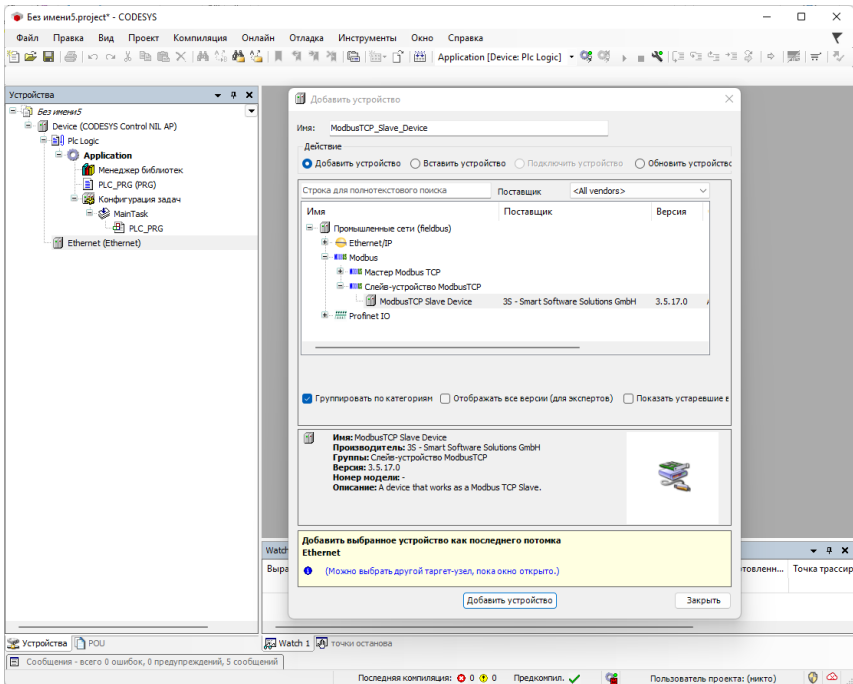 Без имени5.project* - CODESYS
Файл Правка Вид Проект Компиляция Онлайн Отладка Инструменты Окно Справка
Application [Device: Plc Logic]
Устройства
Без имени5
Device (CODESYS Control NIL AP)
Plc Logic
Application
Менеджер библиотек
PLC_PRG (PRG)
Конфигурация задач
MainTask
PLC_PRG
Ethernet (Ethernet)
Добавить устройство
Имя: ModbusTCP_Slave_Device
Действие
Добавить устройство Вставить устройство Подключить устройство Обновить устройство
Строка для полнотекстового поиска Поставщик <All vendors>
Имя Поставщик Версия
Промышленные сети (fieldbus)
Ethernet/IP
Modbus
Мастер Modbus TCP
Слейв-устройство ModbusTCP
ModbusTCP Slave Device 3S - Smart Software Solutions GmbH 3.5.17.0
Profinet IO
Группировать по категориям Отображать все версии (для экспертов) Показать устаревшие в
Имя: ModbusTCP Slave Device
Производитель: 3S - Smart Software Solutions GmbH
Группы: Слейв-устройство ModbusTCP
Версия: 3.5.17.0
Номер модели: -
Описание: A device that works as a Modbus TCP Slave.
Добавить выбранное устройство как последнего потомка
Ethernet
(Можно выбрать другой таргет-узел, пока окно открыто.)
Добавить устройство Закрыть
Watch
Выра товленн... Точка трассир
Устройства POU Watch 1 точки останова
Сообщения - всего 0 ошибок, 0 предупреждений, 5 сообщений
Последняя компиляция: 0 0 Предкомпил. Пользователь проекта: (никто)